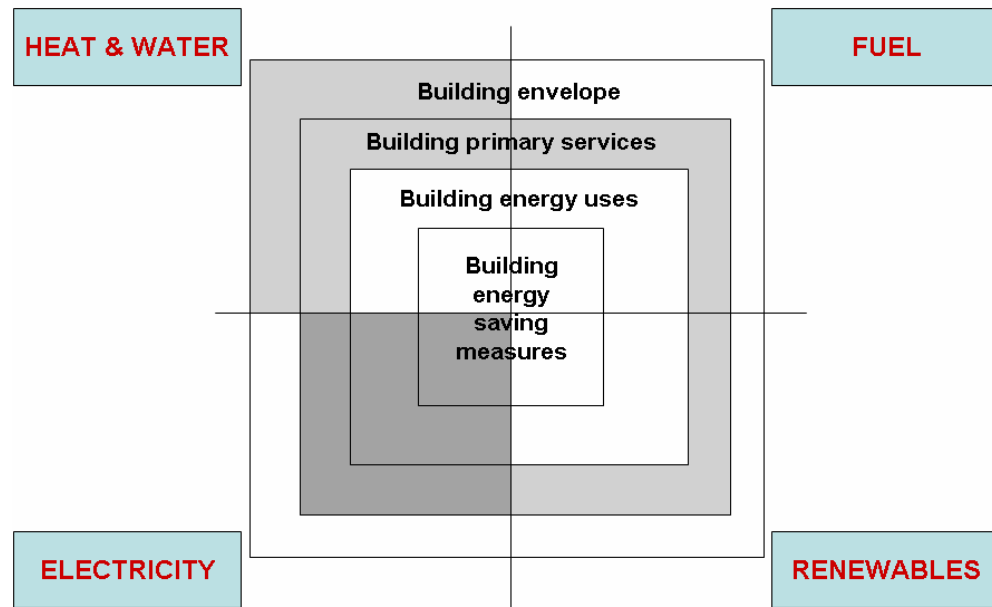 HEAT & WATER
FUEL
Building envelope
Building primary services
Building energy uses
Building
energy
saving
measures
ELECTRICITY
RENEWABLES